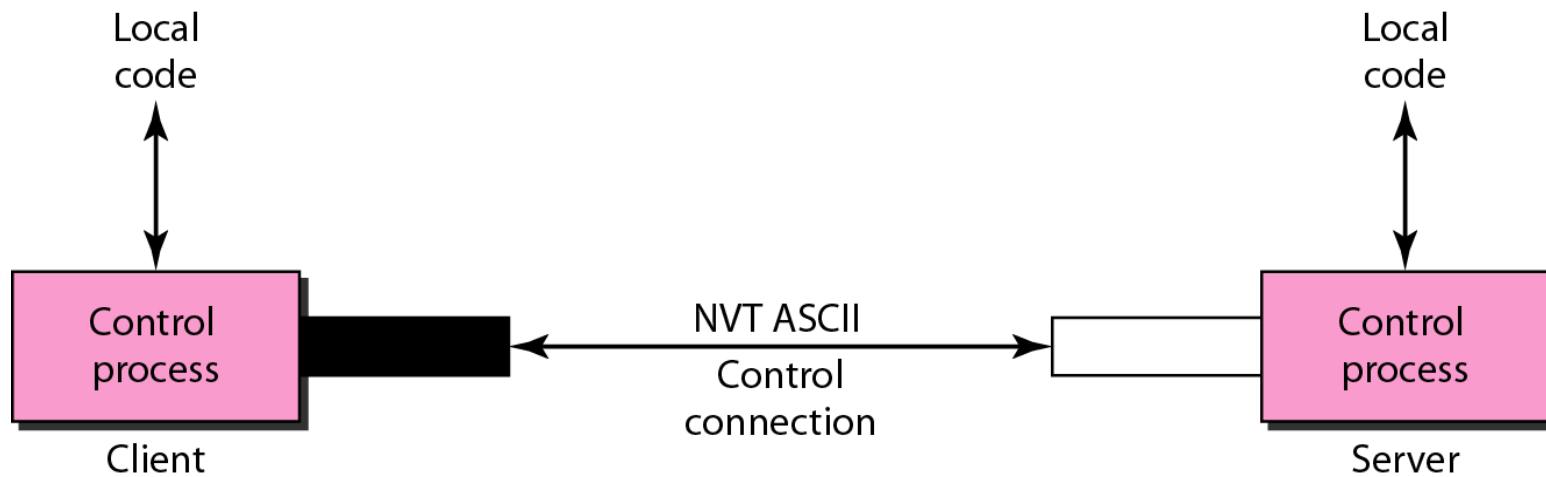 Local
code
Local
code
Control
process
NVT ASCII
Control
connection
Control
process
Client
Server